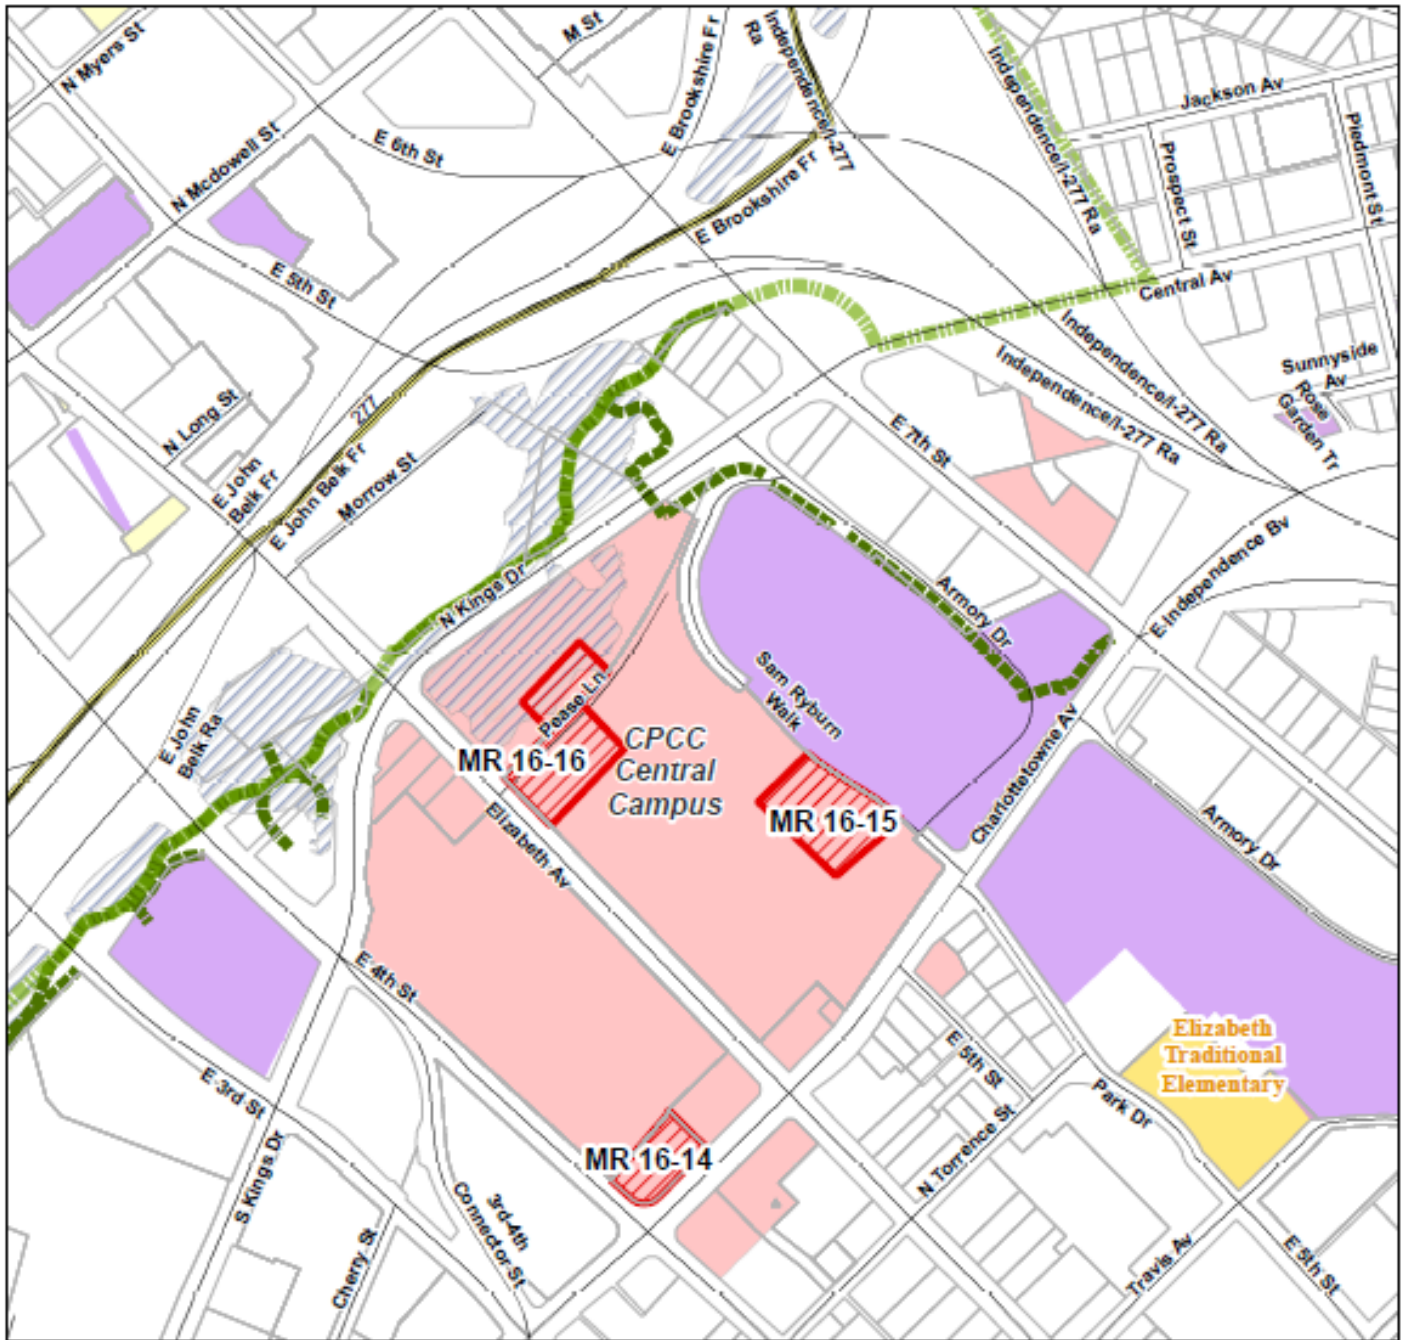 N Myers St
M St
E Brookshire Fr
Independence/I-277
Ra
Independence/I-277 Ra
Jackson Av
Piedmont St
Prospect St
E 6th St
N Mcdowell St
E Brookshire Fr
Central Av
E 5th St
Independence/I-277 Ra
Independence/I-277 Ra
Sunnyside
Av
Rose
Garden Tr
277
N Long St
E John
Belk Fr
E John Belk Fr
Morrow St
E 7th St
E Independence Bv
N Kings Dr
Armory Dr
Sam Ryburn
Walk
Pease Ln
E John
Belk Ra
MR 16-16
CPCC
Central
Campus
MR 16-15
Charlottetowne Av
Elizabeth Av
Armory Dr
E 4th St
Elizabeth
Traditional
Elementary
E 5th St
E 3rd St
Park Dr
N Torrence St
MR 16-14
S Kings Dr
3rd-4th
Connector St
Cherry St
Travis Av
E 5th St